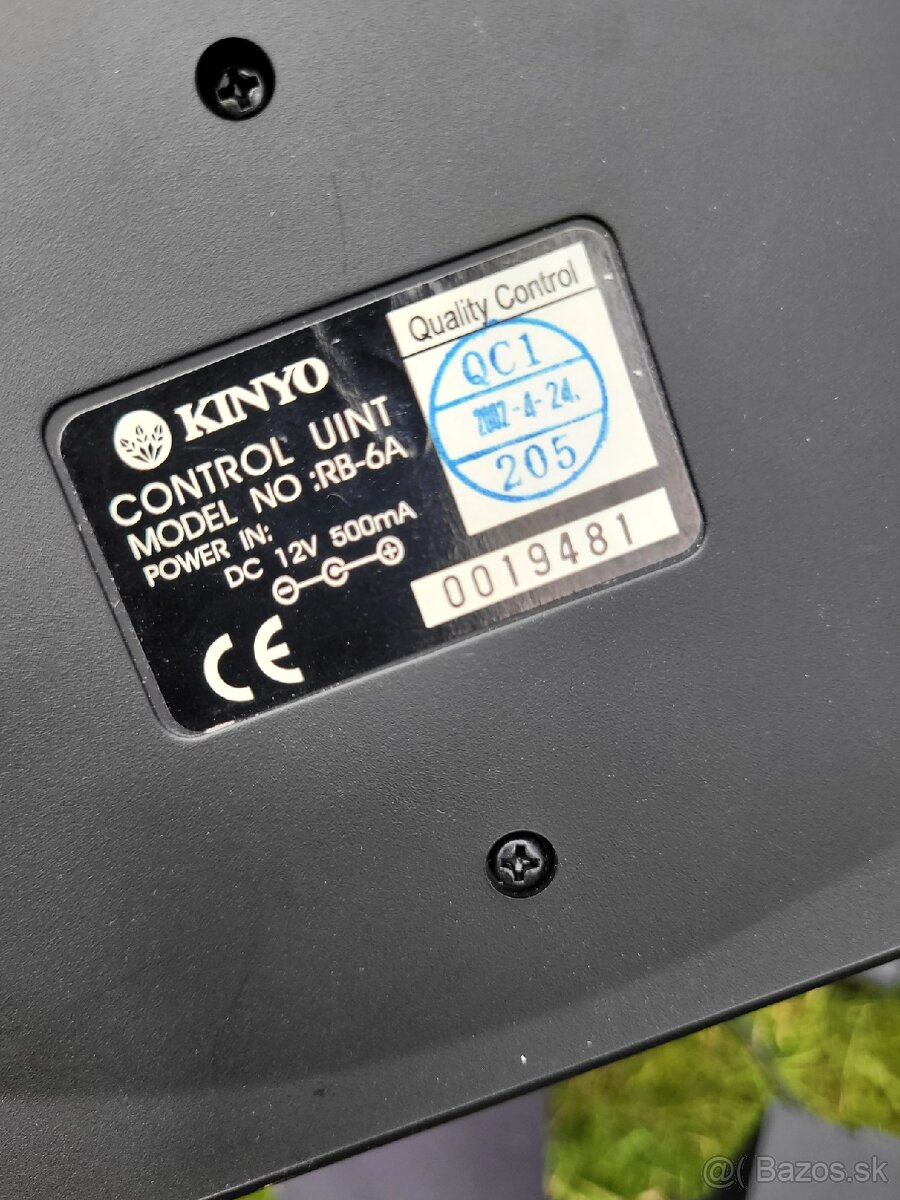 KINYO
CONTROL UINT
MODEL NO :RB-6A
POWER IN:
DC 12V 500mA
CE
Quality Control
QC1
2002-4-24.
205
0019481
@( Bazos.sk